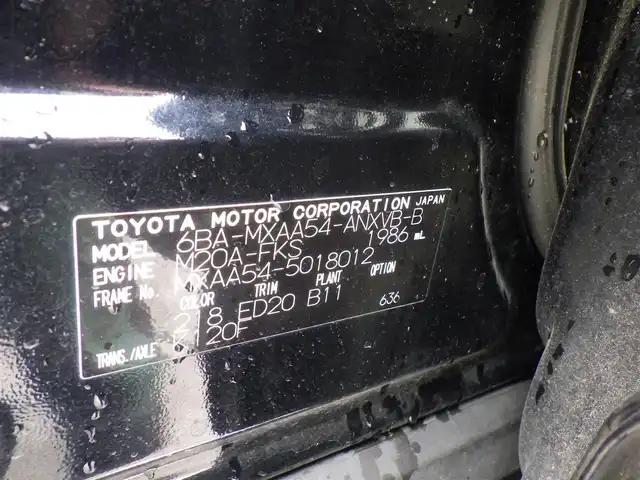 TOYOTA MOTOR CORPORATION JAPAN
MODEL 6BA-MXAA54-ANXVB-B
ENGINE M20A-FKS 1986 mL
FRAME No. MXAA54-5018012
COLOR TRIM PLANT OPTION
218 ED20 B11 636
TRANS./AXLE K120F